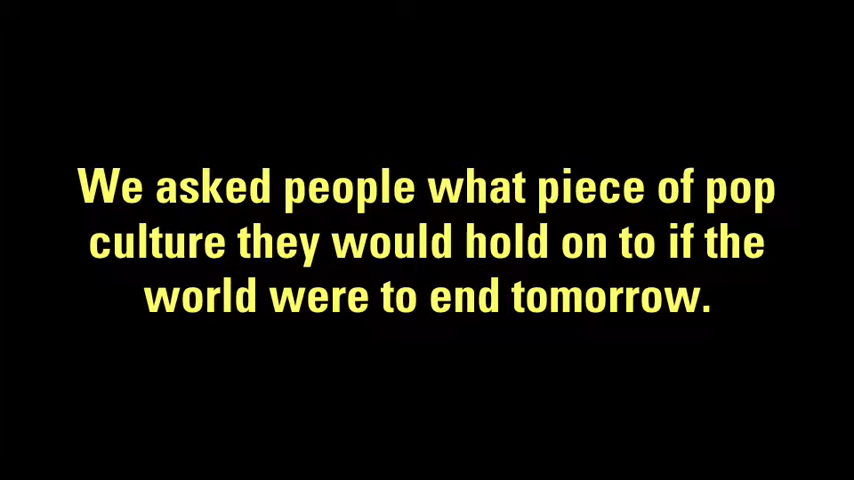 We asked people what piece of pop
culture they would hold on to if the
world were to end tomorrow.